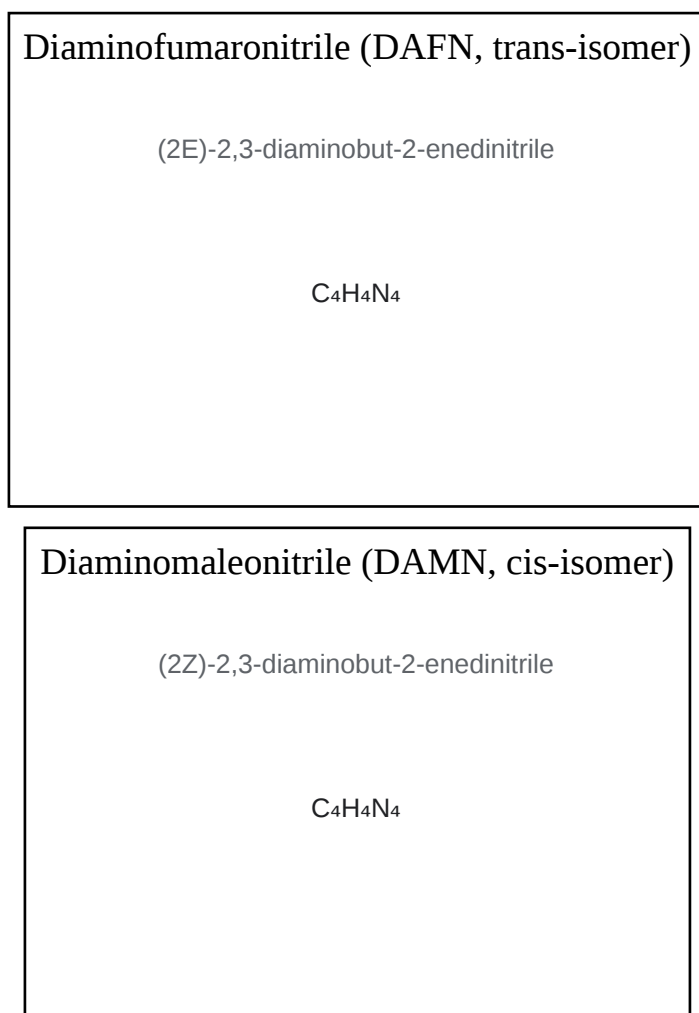 Diaminofumaronitrile (DAFN, trans-isomer)
(2E)-2,3-diaminobut-2-enedinitrile
C₄H₄N₄
Diaminomaleonitrile (DAMN, cis-isomer)
(2Z)-2,3-diaminobut-2-enedinitrile
C₄H₄N₄